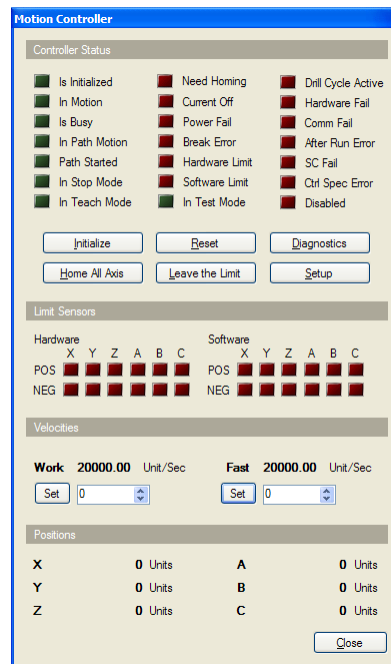 Motion Controller
Controller Status
Is Initialized Need Homing Drill Cycle Active
In Motion Current Off Hardware Fail
Is Busy Power Fail Comm Fail
In Path Motion Break Error After Run Error
Path Started Hardware Limit SC Fail
In Stop Mode Software Limit Ctrl Spec Error
In Teach Mode In Test Mode Disabled
Initialize Reset Diagnostics
Home All Axis Leave the Limit Setup
Limit Sensors
Hardware Software
X Y Z A B C X Y Z A B C
POS POS
NEG NEG
Velocities
Work 20000.00 Unit/Sec Fast 20000.00 Unit/Sec
Set 0 Set 0
Positions
X 0 Units A 0 Units
Y 0 Units B 0 Units
Z 0 Units C 0 Units
Close